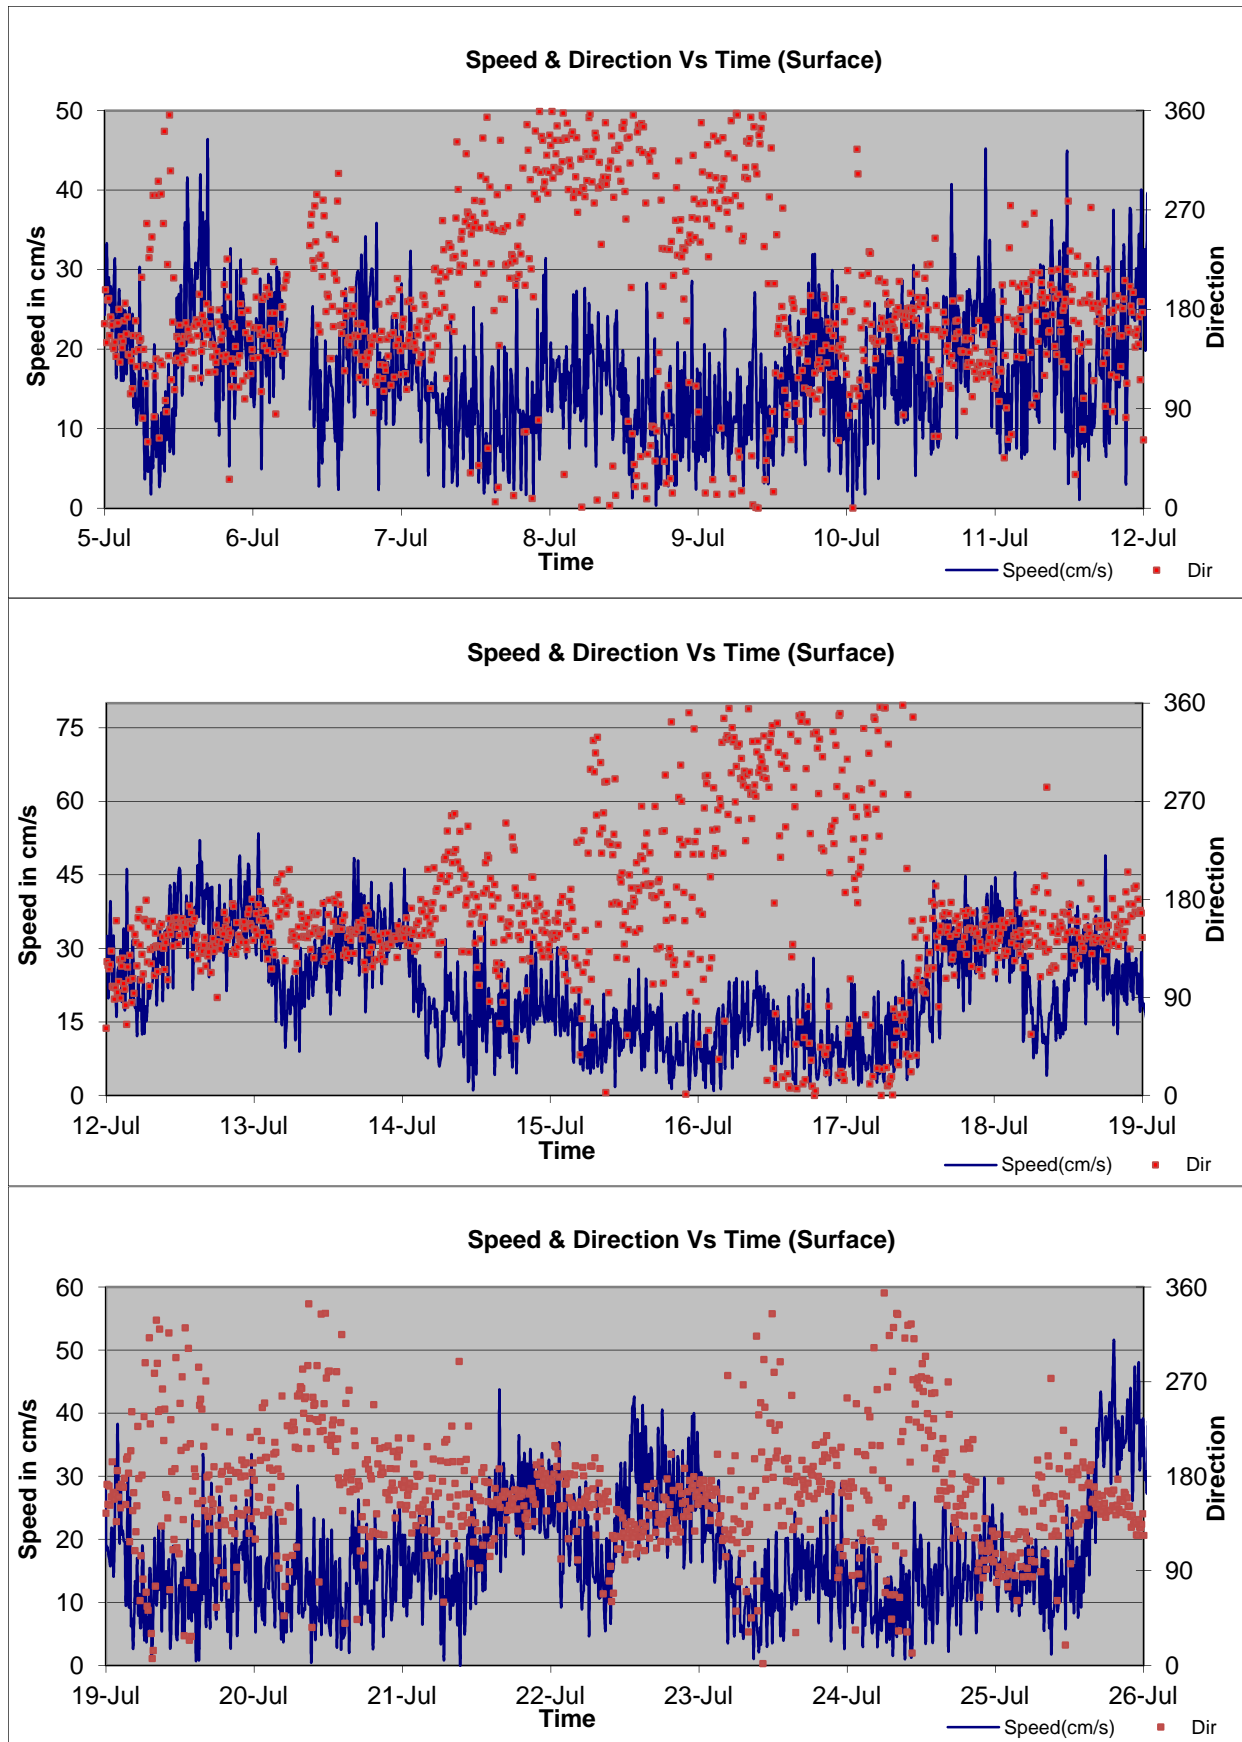 Speed & Direction Vs Time (Surface)
50
40
30
20
10
0
Speed in cm/s
360
270
180
90
0
Direction
5-Jul 6-Jul 7-Jul 8-Jul 9-Jul 10-Jul 11-Jul 12-Jul
Time
Speed(cm/s) Dir
Speed & Direction Vs Time (Surface)
75
60
45
30
15
0
Speed in cm/s
360
270
180
90
0
Direction
12-Jul 13-Jul 14-Jul 15-Jul 16-Jul 17-Jul 18-Jul 19-Jul
Time
Speed(cm/s) Dir
Speed & Direction Vs Time (Surface)
60
50
40
30
20
10
0
Speed in cm/s
360
270
180
90
0
Direction
19-Jul 20-Jul 21-Jul 22-Jul 23-Jul 24-Jul 25-Jul 26-Jul
Time
Speed(cm/s) Dir